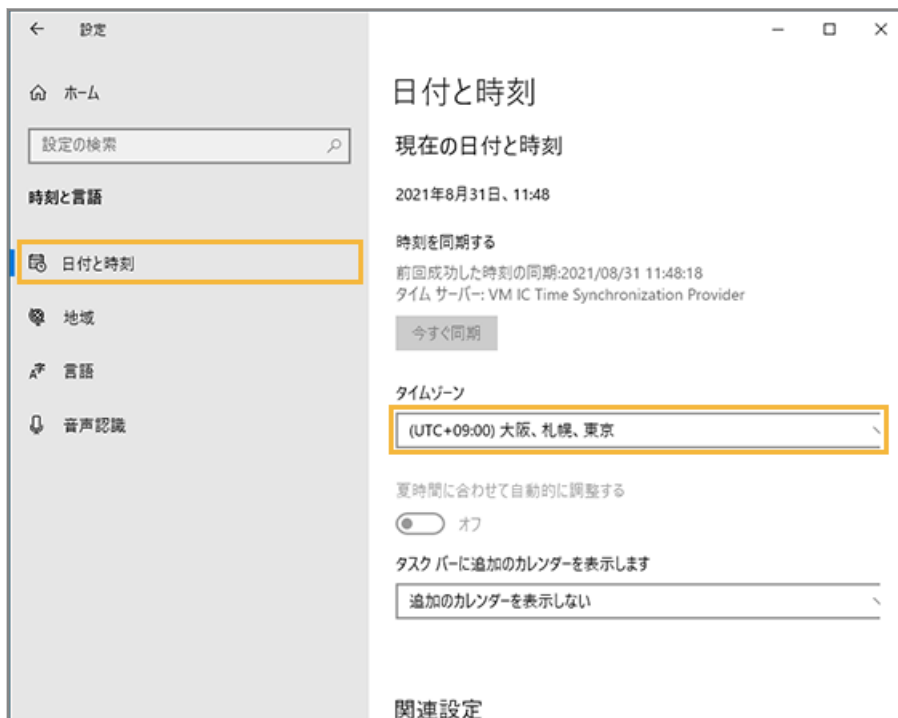 設定
ホーム
設定の検索
時刻と言語
日付と時刻
地域
言語
音声認識
日付と時刻
現在の日付と時刻
2021年8月31日、11:48
時刻を同期する
前回成功した時刻の同期:2021/08/31 11:48:18
タイム サーバー: VM IC Time Synchronization Provider
今すぐ同期
タイムゾーン
(UTC+09:00) 大阪、札幌、東京
夏時間に合わせて自動的に調整する
オフ
タスク バーに追加のカレンダーを表示します
追加のカレンダーを表示しない
関連設定